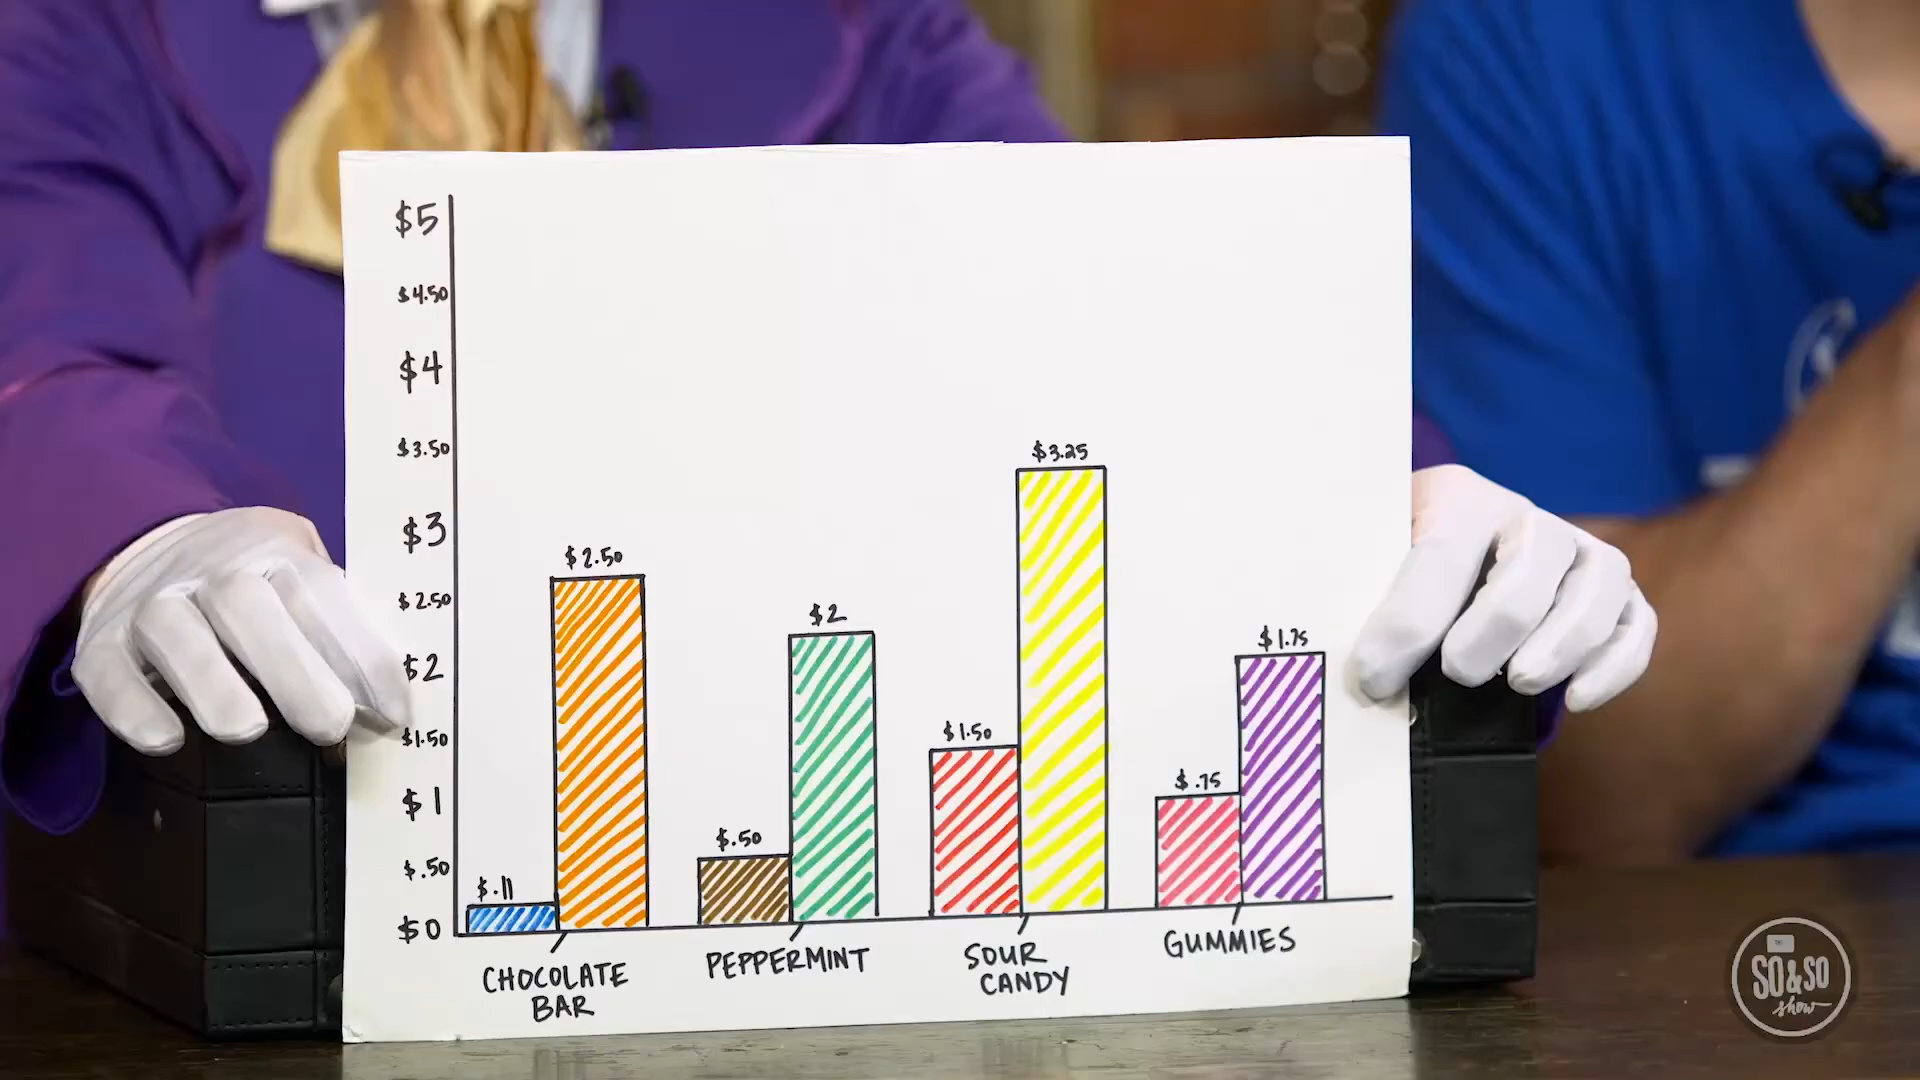 $5
$4.50
$4
$3.50
$3
$2.50
$2
$1.50
$1
$.50
$0
$.11
$2.50
$.50
$2
$1.50
$3.25
$.75
$1.75
CHOCOLATE
BAR
PEPPERMINT
SOUR
CANDY
GUMMIES
SO&SO
show